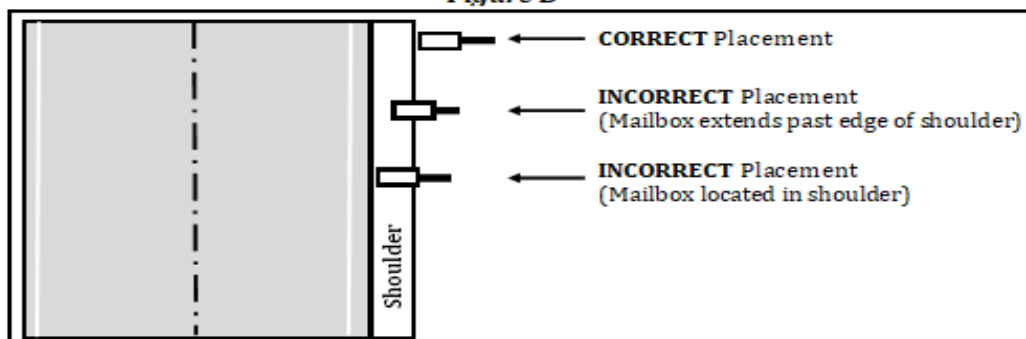 CORRECT Placement
INCORRECT Placement
(Mailbox extends past edge of shoulder)
INCORRECT Placement
(Mailbox located in shoulder)
Shoulder